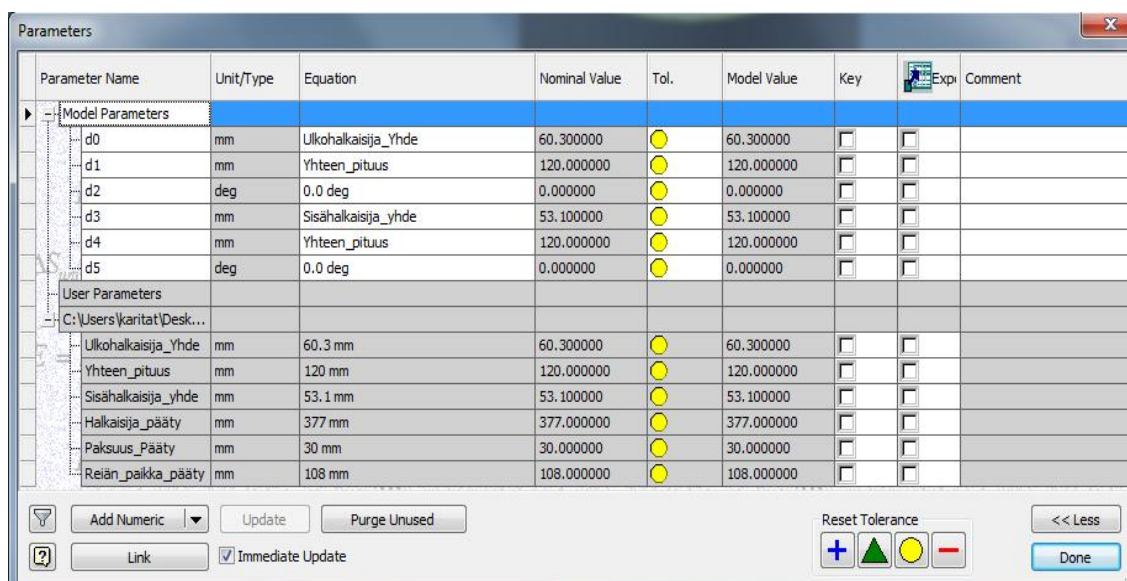 Parameters
Parameter Name Unit/Type Equation Nominal Value Tol. Model Value Key Expo Comment
Model Parameters
d0 mm Ulkohalkaisija_Yhde 60.300000 60.300000
d1 mm Yhteen_pituus 120.000000 120.000000
d2 deg 0.0 deg 0.000000 0.000000
d3 mm Sisähalkaisija_yhde 53.100000 53.100000
d4 mm Yhteen_pituus 120.000000 120.000000
d5 deg 0.0 deg 0.000000 0.000000
User Parameters
C:\Users\karitat\Desk...
Ulkohalkaisija_Yhde mm 60.3 mm 60.300000 60.300000
Yhteen_pituus mm 120 mm 120.000000 120.000000
Sisähalkaisija_yhde mm 53.1 mm 53.100000 53.100000
Halkaisija_pääty mm 377 mm 377.000000 377.000000
Paksuus_Pääty mm 30 mm 30.000000 30.000000
Reiän_paikka_pääty mm 108 mm 108.000000 108.000000
Add Numeric Update Purge Unused Reset Tolerance << Less
Link Immediate Update Done